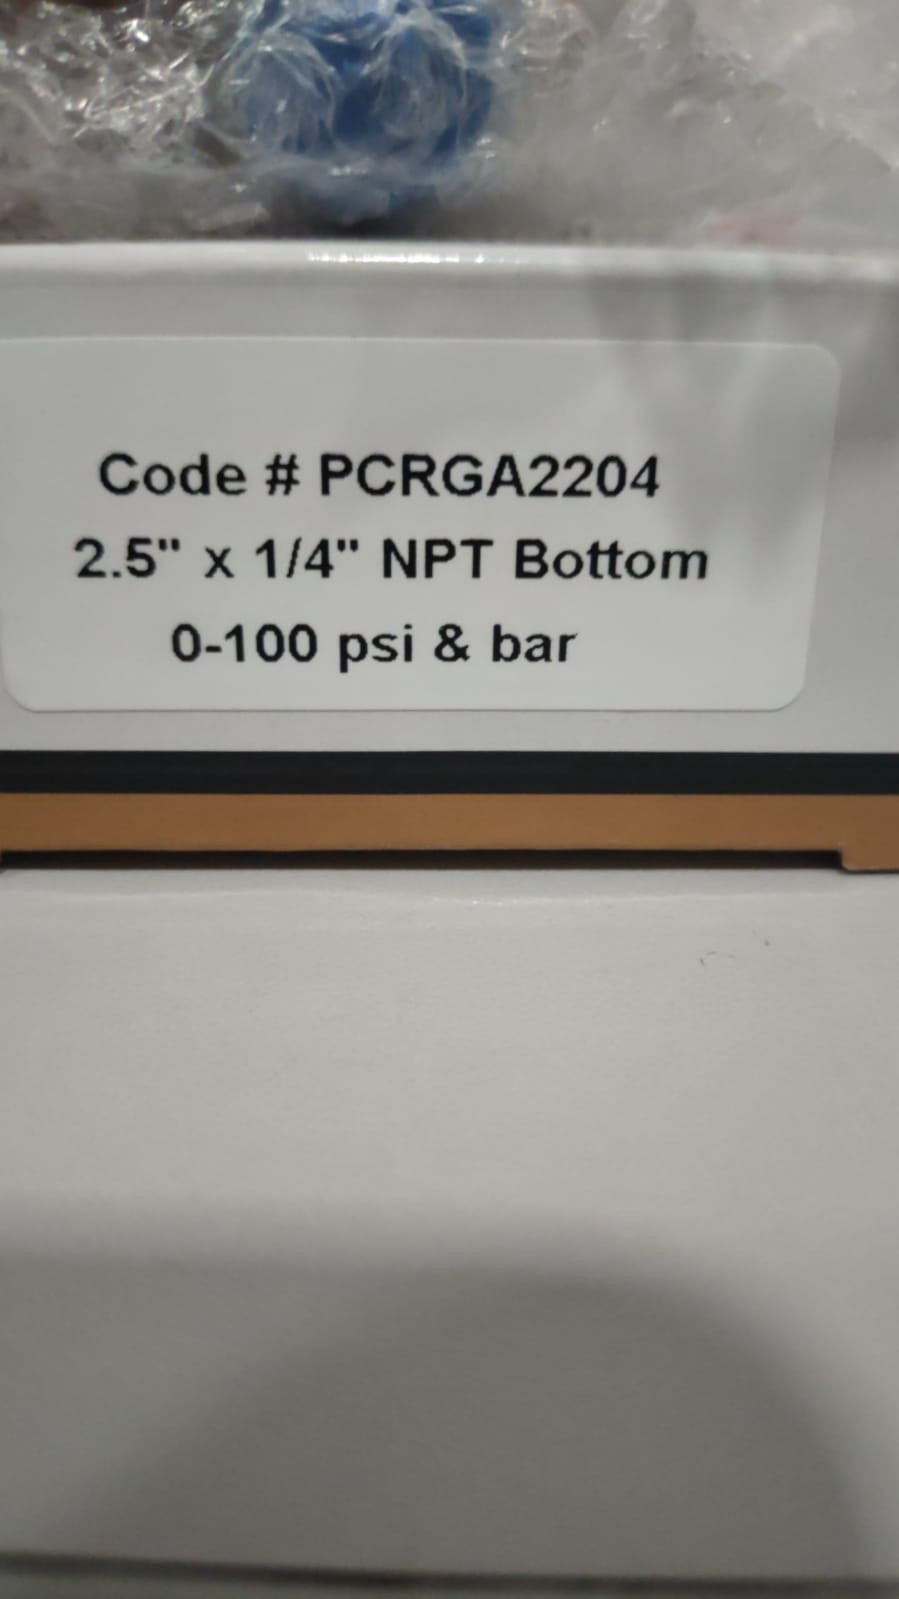 Code # PCRGA2204
2.5" x 1/4" NPT Bottom
0-100 psi & bar